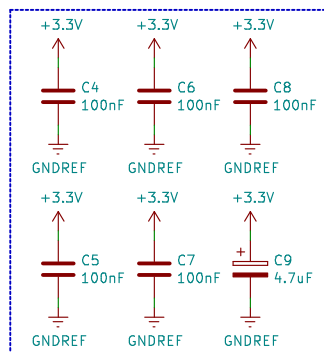 +3.3V +3.3V +3.3V
C4 C6 C8
100nF 100nF 100nF
GNDREF GNDREF GNDREF
+3.3V +3.3V +3.3V
+
C5 C7 C9
100nF 100nF 4.7uF
GNDREF GNDREF GNDREF